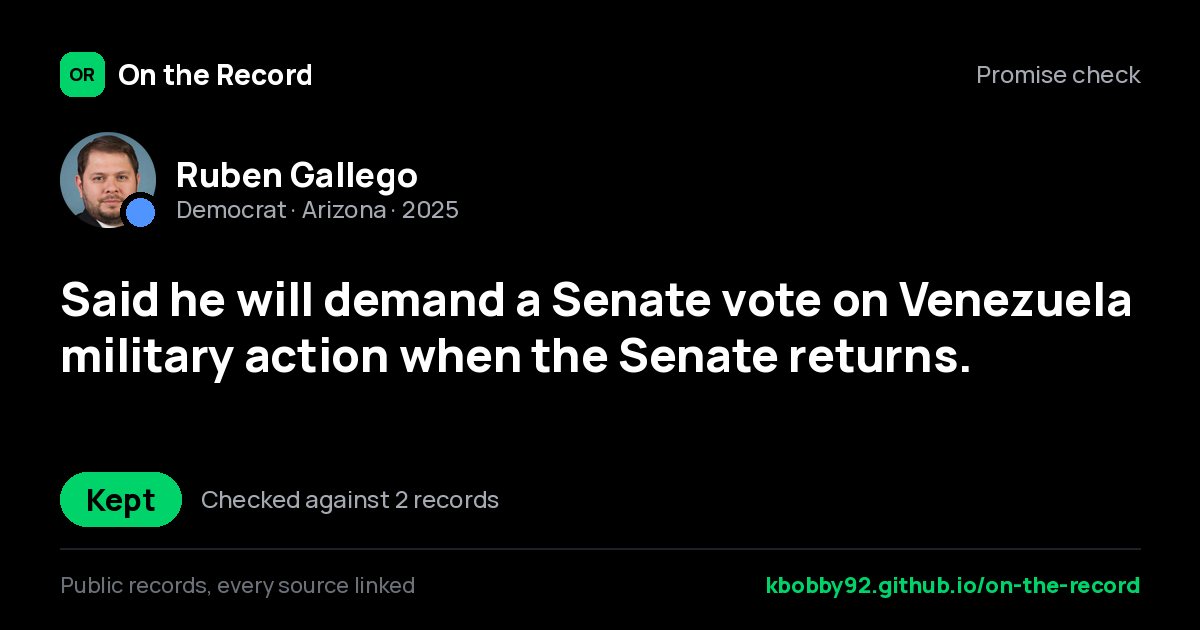 OR On the Record
Promise check
Ruben Gallego
Democrat · Arizona · 2025
Said he will demand a Senate vote on Venezuela
military action when the Senate returns.
Kept Checked against 2 records
Public records, every source linked
kbobby92.github.io/on-the-record